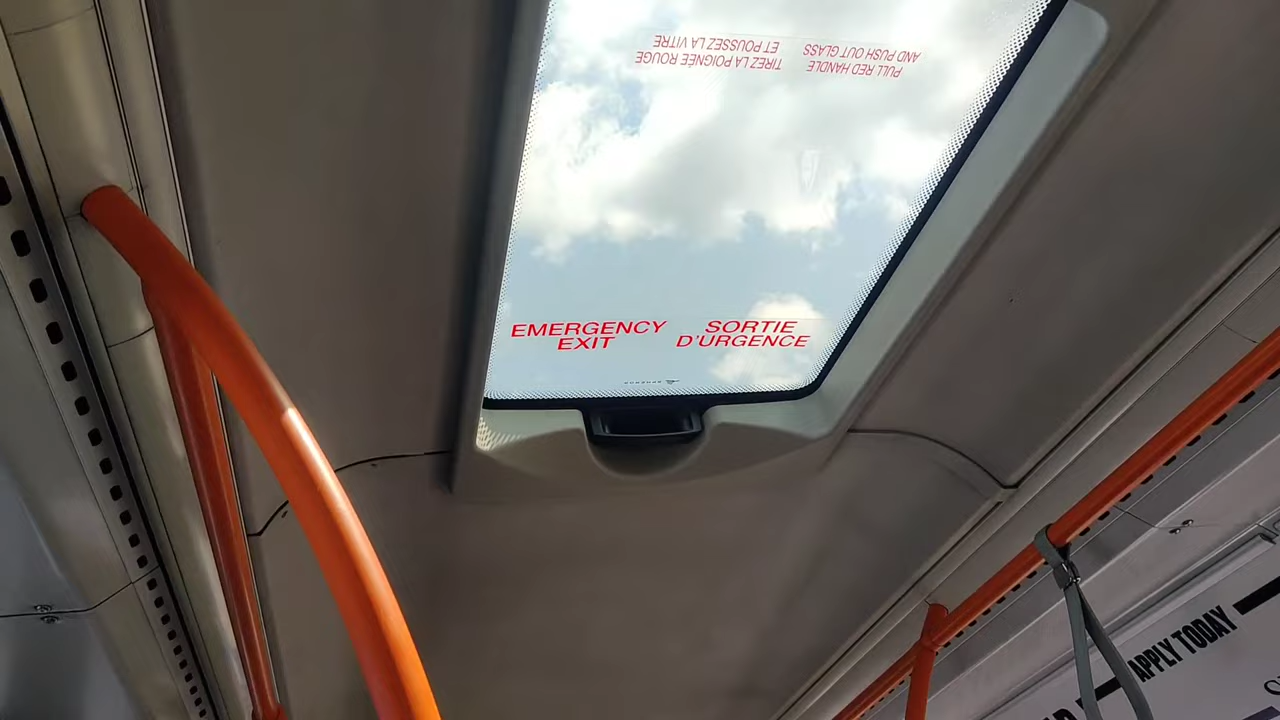 PULL RED HANDLE
AND PUSH OUT GLASS
TIREZ LA POIGNÉE ROUGE
ET POUSSEZ LA VITRE
EMERGENCY
EXIT
SORTIE
D'URGENCE
APPLY TODAY